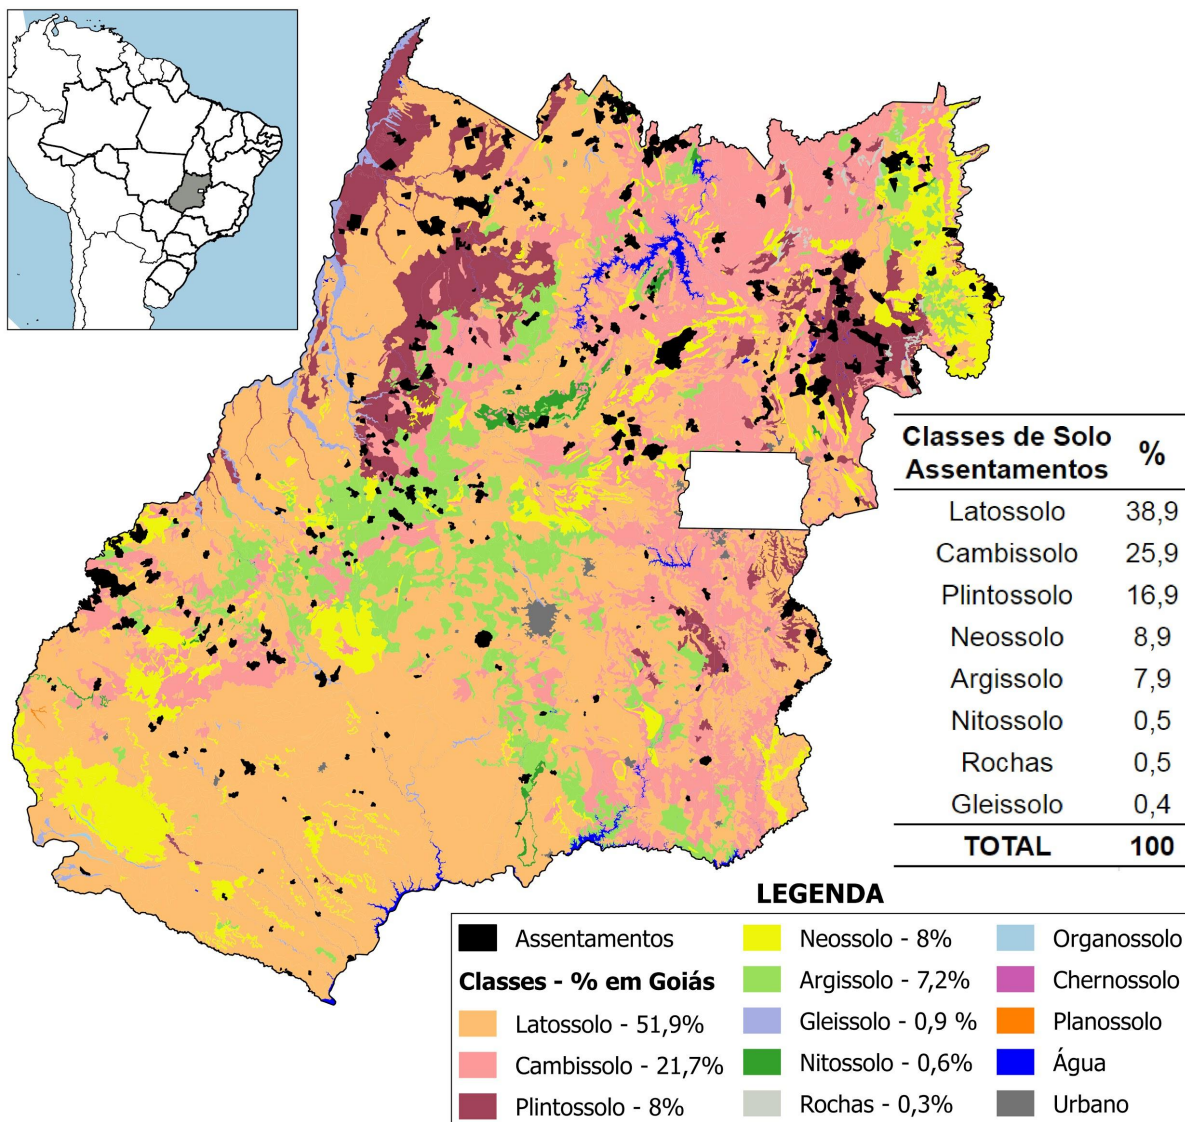 Classes de Solo
Assentamentos
%
Latossolo 38,9
Cambissolo 25,9
Plintossolo 16,9
Neossolo 8,9
Argissolo 7,9
Nitossolo 0,5
Rochas 0,5
Gleissolo 0,4
TOTAL 100
LEGENDA
Assentamentos
Classes - % em Goiás
Latossolo - 51,9%
Cambissolo - 21,7%
Plintossolo - 8%
Neossolo - 8%
Argissolo - 7,2%
Gleissolo - 0,9 %
Nitossolo - 0,6%
Rochas - 0,3%
Organossolo
Chernossolo
Planossolo
Água
Urbano